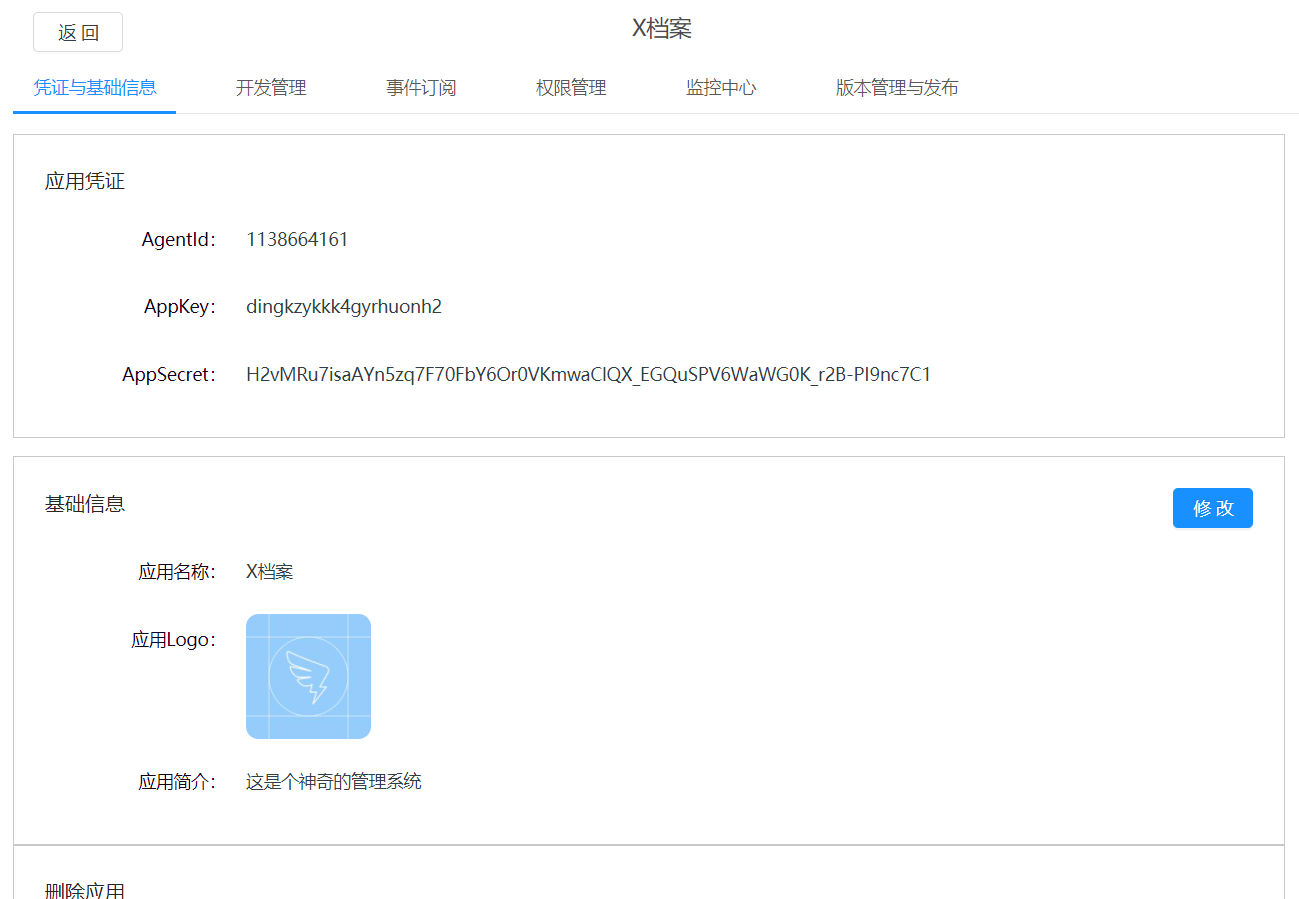 返 回
X档案
凭证与基础信息 开发管理 事件订阅 权限管理 监控中心 版本管理与发布
应用凭证
AgentId： 1138664161
AppKey： dingkzykkk4gyrhuonh2
AppSecret： H2vMRu7isaAYn5zq7F70FbY6Or0VKmwaClQX_EGQuSPV6WaWG0K_r2B-PI9nc7C1
基础信息
修 改
应用名称： X档案
应用Logo：
应用简介： 这是个神奇的管理系统
删除应用